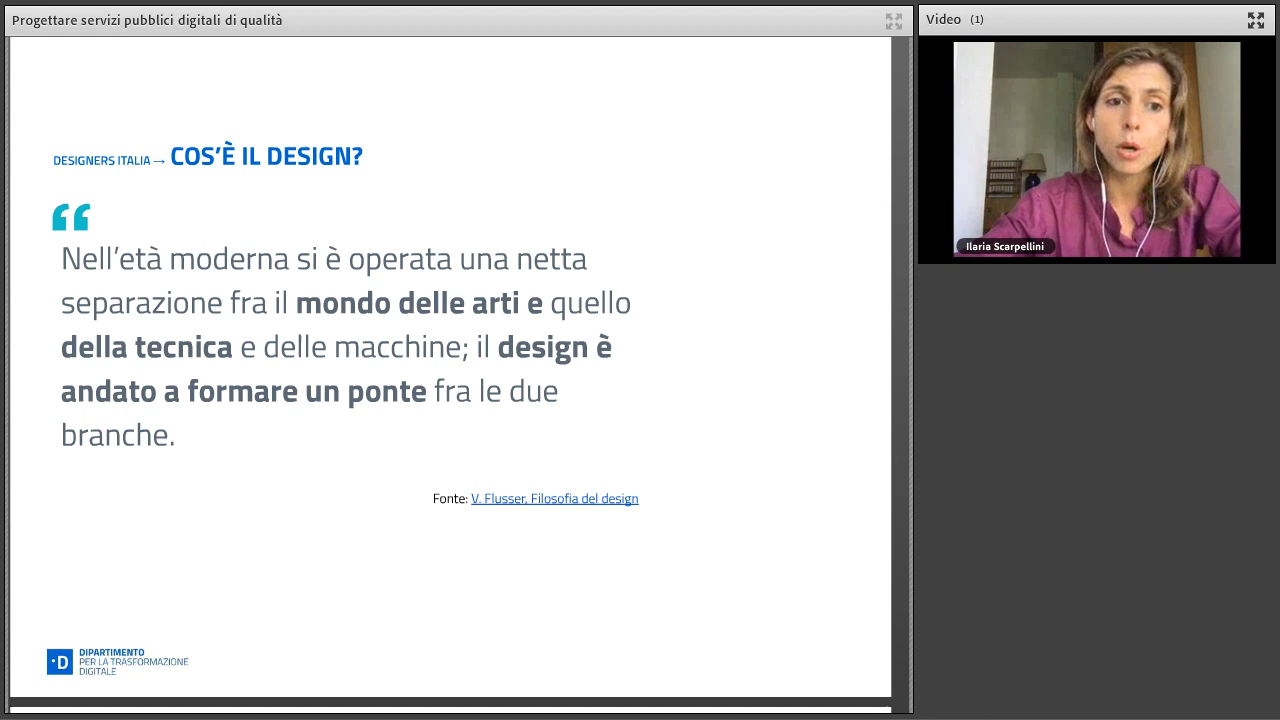 Progettare servizi pubblici digitali di qualità
Video (1)
DESIGNERS ITALIA → COS’È IL DESIGN?
“
Nell’età moderna si è operata una netta
separazione fra il mondo delle arti e quello
della tecnica e delle macchine; il design è
andato a formare un ponte fra le due
branche.
Fonte: V. Flusser, Filosofia del design
·D
DIPARTIMENTO
PER LA TRASFORMAZIONE
DIGITALE
Ilaria Scarpellini